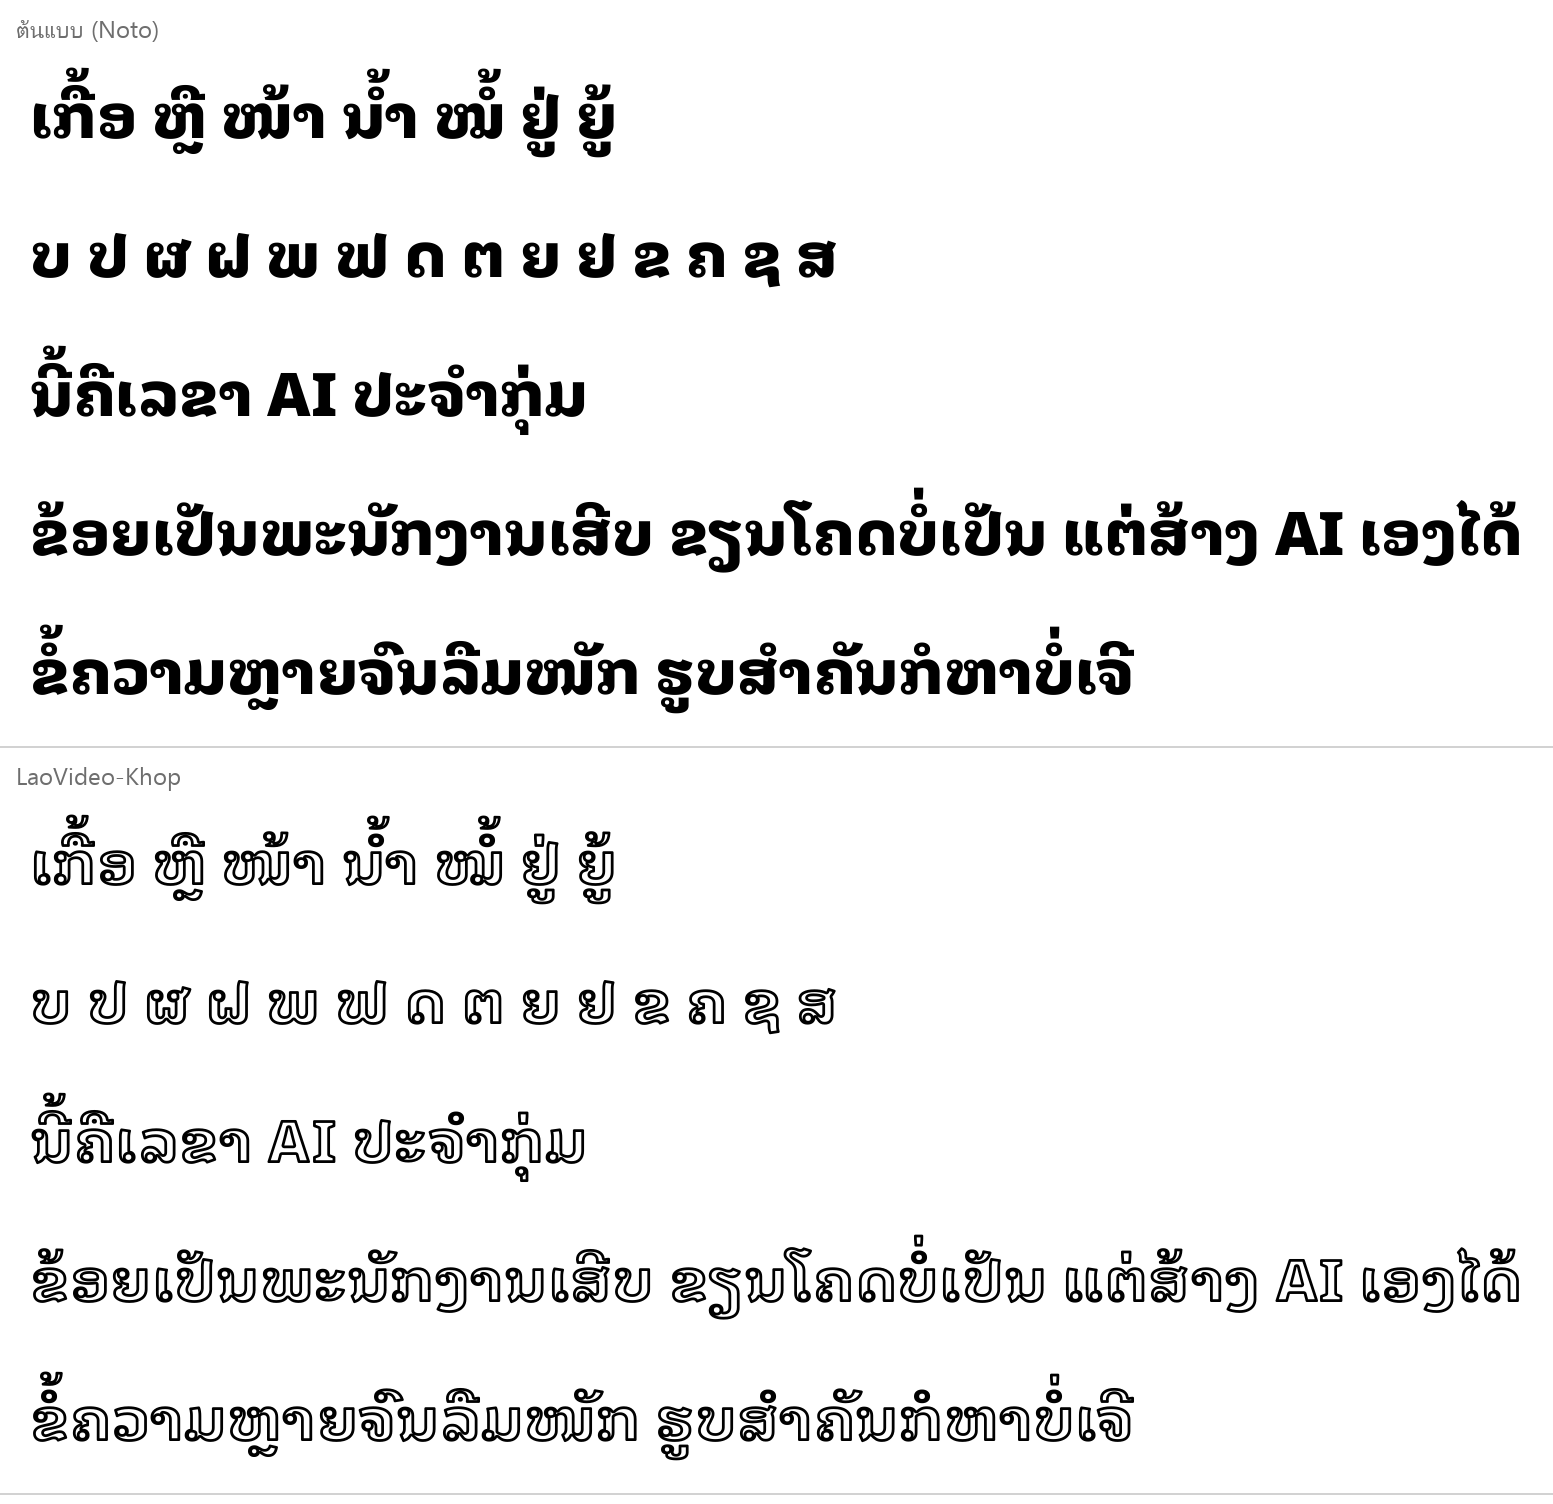 ต้นแบบ (Noto)
ເກື້ອ ຫຼື ໜ້າ ນ້ຳ ໝໍ້ ຢູ່ ຍູ້
ບ ປ ຜ ຝ ພ ຟ ດ ຕ ຍ ຢ ຂ ຄ ຊ ສ
ນີ້ຄືເລຂາ AI ປະຈຳກຸ່ມ
ຂ້ອຍເປັນພະນັກງານເສີບ ຂຽນໂຄດບໍ່ເປັນ ແຕ່ສ້າງ AI ເອງໄດ້
ຂໍ້ຄວາມຫຼາຍຈົນລືມໜັກ ຮູບສຳຄັນກໍຫາບໍ່ເຈີ
LaoVideo-Khop
ເກື້ອ ຫຼື ໜ້າ ນ້ຳ ໝໍ້ ຢູ່ ຍູ້
ບ ປ ຜ ຝ ພ ຟ ດ ຕ ຍ ຢ ຂ ຄ ຊ ສ
ນີ້ຄືເລຂາ AI ປະຈຳກຸ່ມ
ຂ້ອຍເປັນພະນັກງານເສີບ ຂຽນໂຄດບໍ່ເປັນ ແຕ່ສ້າງ AI ເອງໄດ້
ຂໍ້ຄວາມຫຼາຍຈົນລືມໜັກ ຮູບສຳຄັນກໍຫາບໍ່ເຈີ